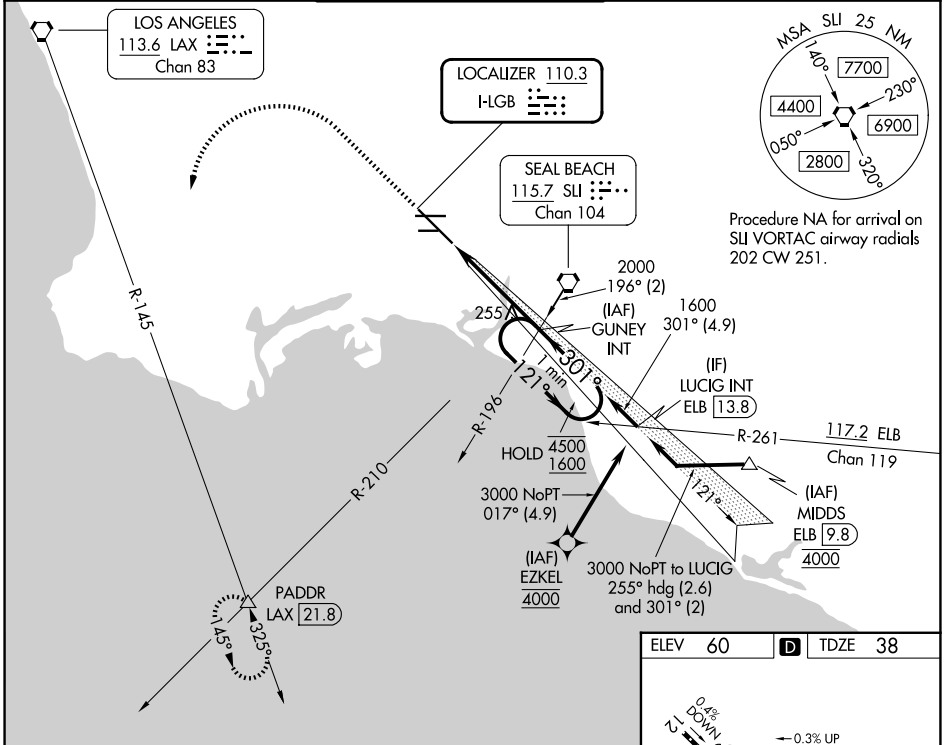 LOS ANGELES
113.6 LAX
Chan 83
LOCALIZER 110.3
I-LGB
SEAL BEACH
115.7 SLI
Chan 104
MSA SLI 25 NM
140°
7700
230°
4400
6900
050°
2800
320°
Procedure NA for arrival on
SLI VORTAC airway radials
202 CW 251.
R-145
2000
196° (2)
(IAF)
GUNEY
INT
255
1600
301° (4.9)
(IF)
LUCIG INT
ELB 13.8
301°
1 min
121°
R-196
HOLD 4500
1600
R-261
117.2 ELB
Chan 119
R-210
3000 NoPT
017° (4.9)
121°
(IAF)
MIDDS
ELB 9.8
4000
(IAF)
EZKEL
4000
3000 NoPT to LUCIG
255° hdg (2.6)
and 301° (2)
PADDR
LAX 21.8
145°
325°
ELEV 60 D TDZE 38
0.4%
DOWN
12
0.3% UP